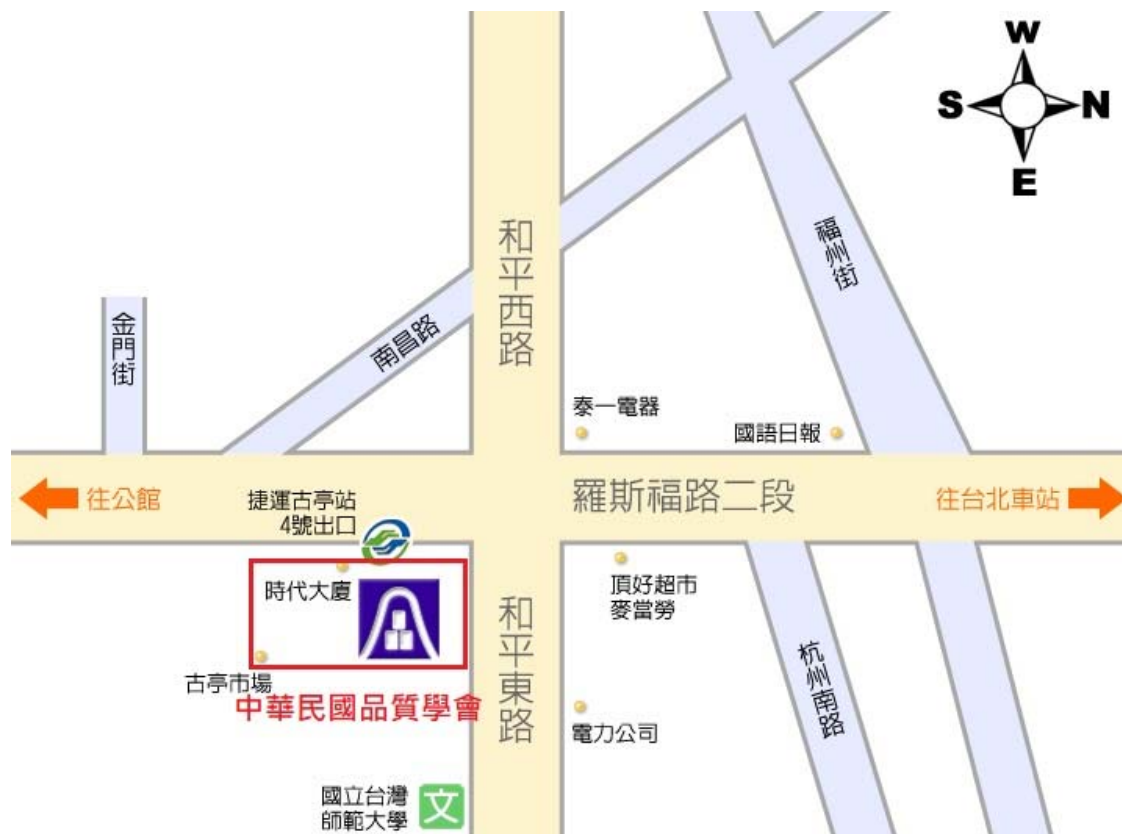 W
S
N
E
和平西路
福州街
金門街
南昌路
泰一電器
國語日報
往公館
捷運古亭站
4號出口
羅斯福路二段
往台北車站
時代大廈
頂好超市
麥當勞
和平東路
杭州南路
古亭市場
中華民國品質學會
電力公司
國立台灣
師範大學
文